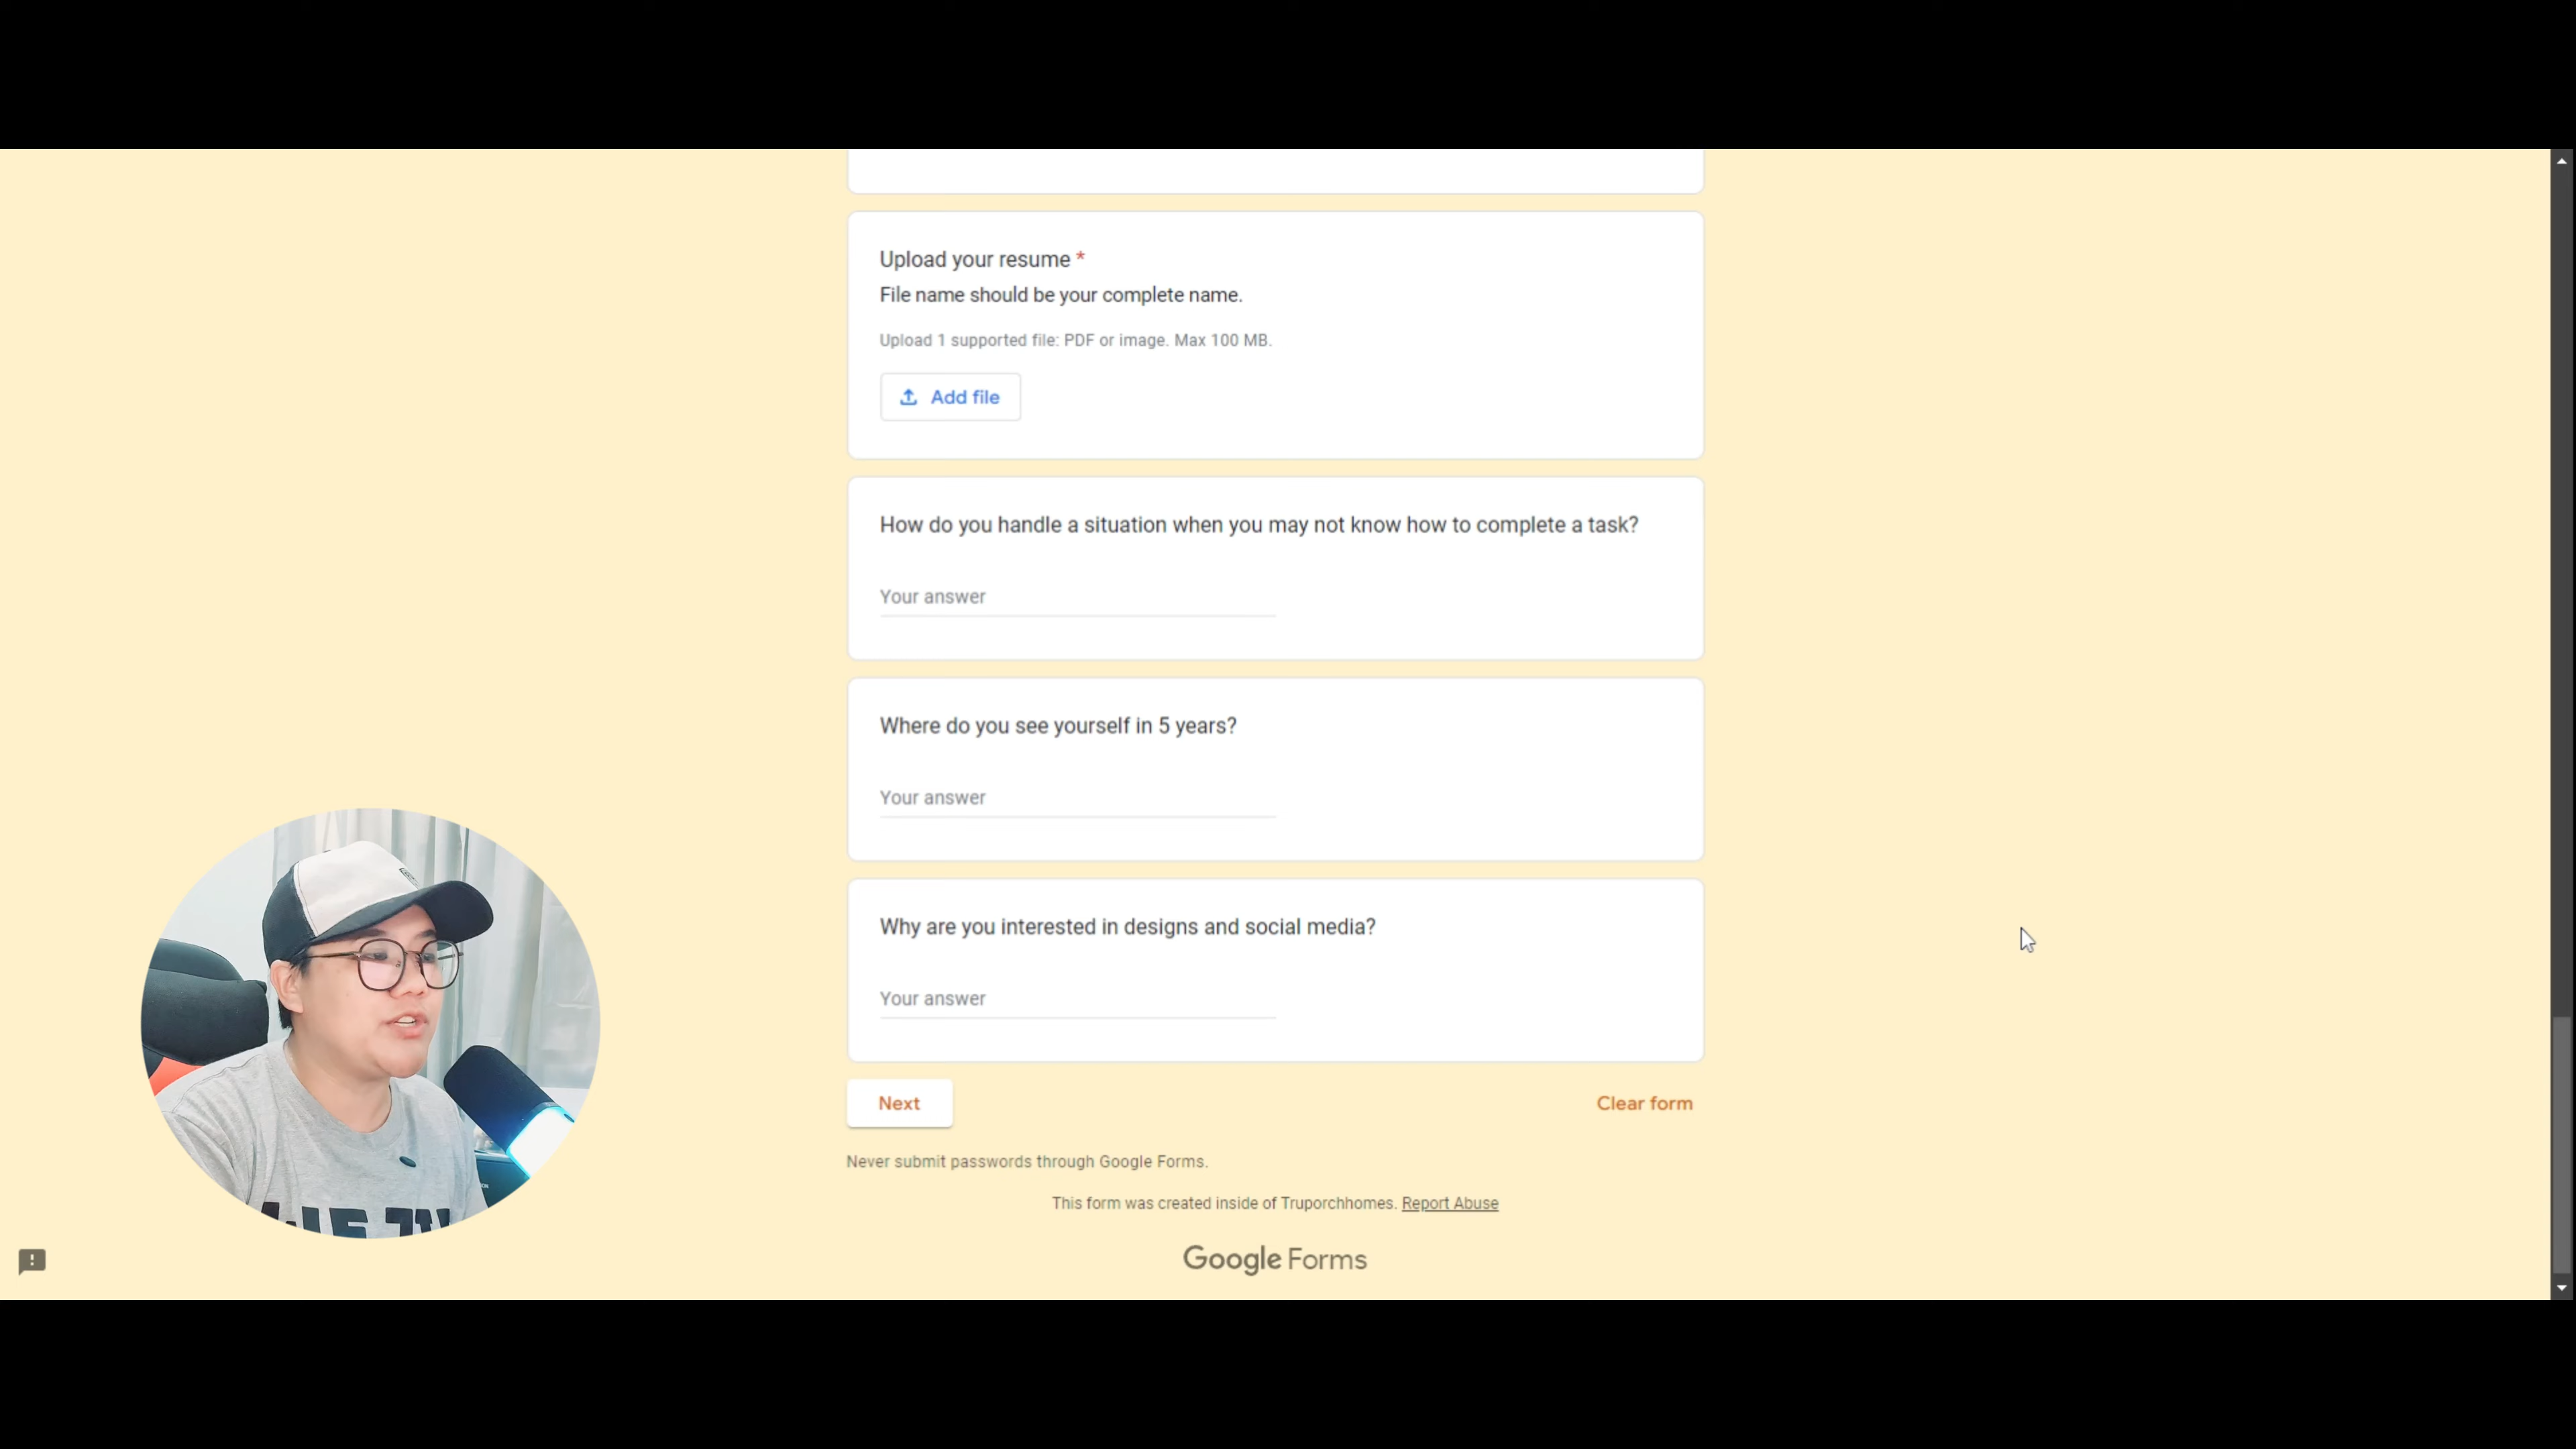 Upload your resume *
File name should be your complete name.
Upload 1 supported file: PDF or image. Max 100 MB.
Add file
How do you handle a situation when you may not know how to complete a task?
Your answer
Where do you see yourself in 5 years?
Your answer
Why are you interested in designs and social media?
Your answer
Next
Clear form
Never submit passwords through Google Forms.
This form was created inside of Truporchhomes. Report Abuse
Google Forms